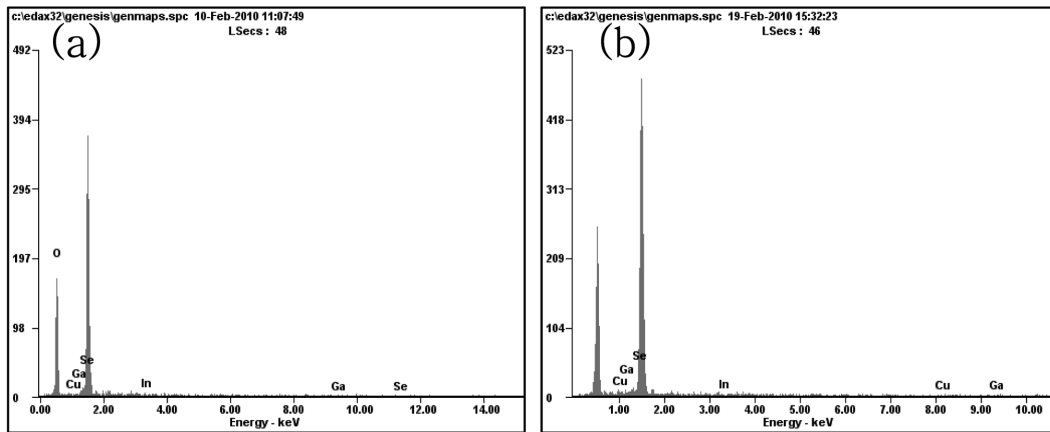 c:\edax32\genesis\genmaps.spc 10-Feb-2010 11:07:49
LSecs : 48
(a)
492
394
295
197
98
0
O
Se
Ga
Cu
In
Ga
Se
0.00 2.00 4.00 6.00 8.00 10.00 12.00 14.00
Energy - keV
c:\edax32\genesis\genmaps.spc 19-Feb-2010 15:32:23
LSecs : 46
(b)
523
418
313
209
104
0
Se
Ga
Cu
In
Cu
Ga
1.00 2.00 3.00 4.00 5.00 6.00 7.00 8.00 9.00 10.00
Energy - keV